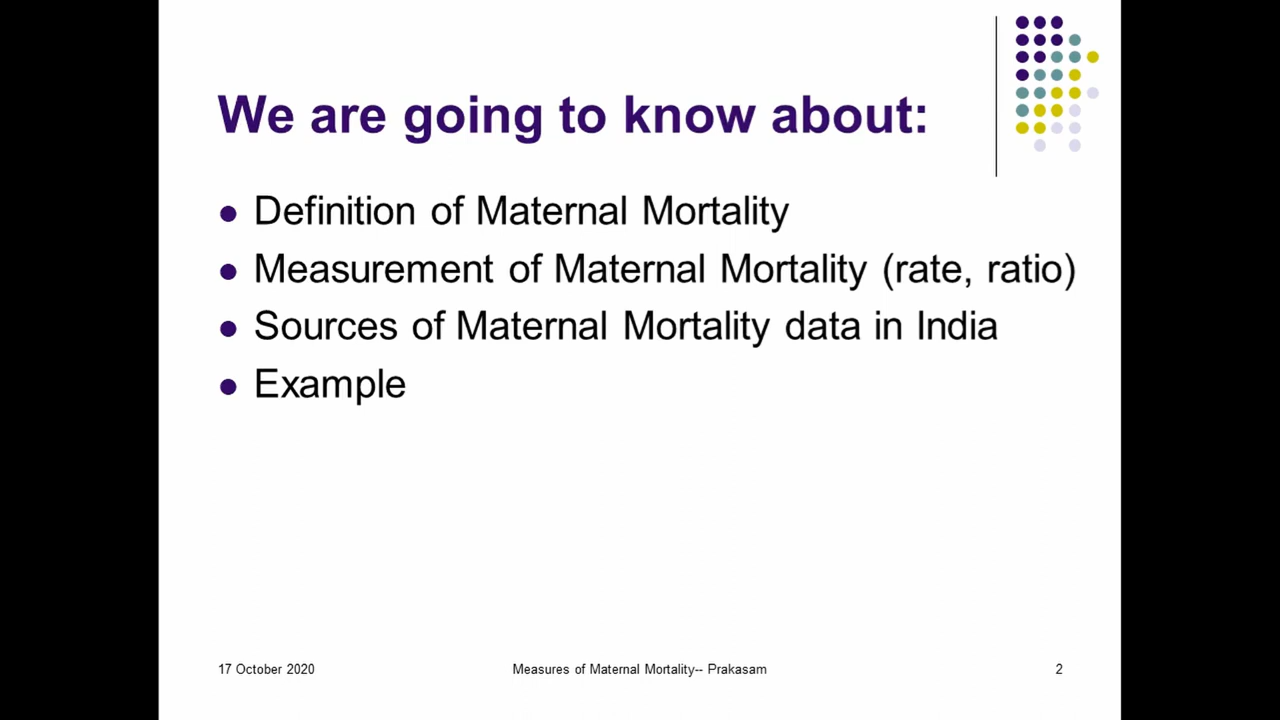 We are going to know about:
● Definition of Maternal Mortality
● Measurement of Maternal Mortality (rate, ratio)
● Sources of Maternal Mortality data in India
● Example
17 October 2020
Measures of Maternal Mortality-- Prakasam
2